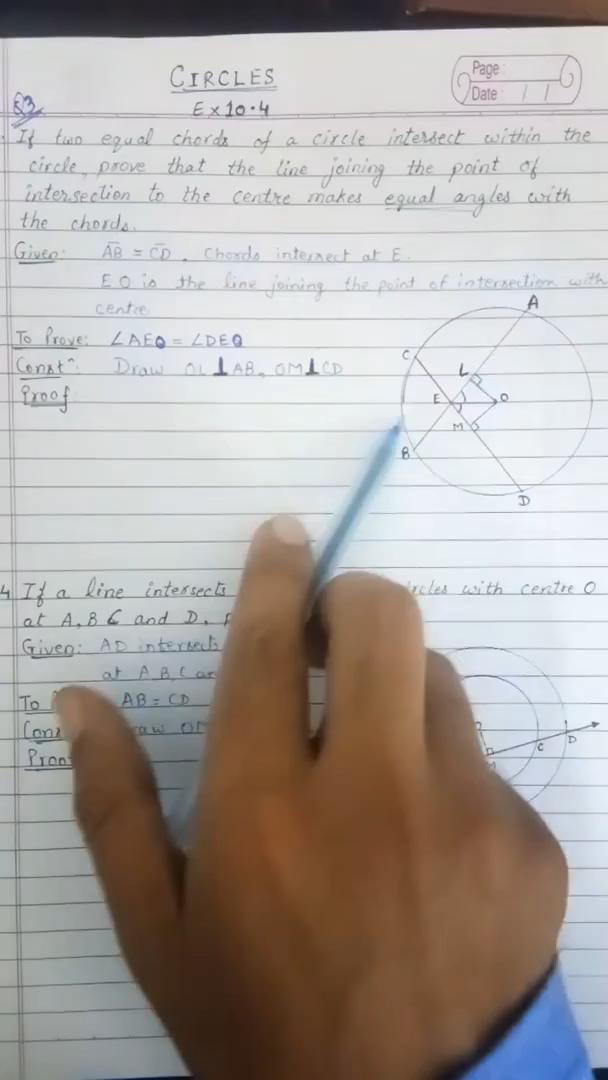 CIRCLES
Page:
Date: / /
Q3
Ex 10.4
If two equal chords of a circle intersect within the
circle, prove that the line joining the point of
intersection to the centre makes equal angles with
the chords.
Given: AB = CD, Chords intersect at E.
EO is the line joining the point of intersection with
centre
To Prove: ∠AEO = ∠DEO
Constⁿ: Draw OL⊥AB, OM⊥CD
Proof
A
C
L
E
O
M
B
D
4 If a line intersects circles with centre O
at A, B C and D,
Given: AD intersects
at A, B, C
To AB = CD
Draw
C
D
M